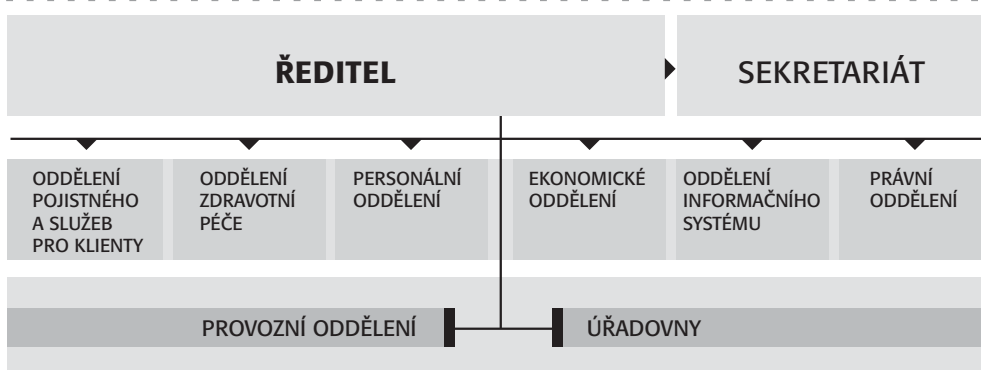 ŘEDITEL
SEKRETARIÁT
ODDĚLENÍ
POJISTNÉHO
A SLUŽEB
PRO KLIENTY
ODDĚLENÍ
ZDRAVOTNÍ
PÉČE
PERSONÁLNÍ
ODDĚLENÍ
EKONOMICKÉ
ODDĚLENÍ
ODDĚLENÍ
INFORMAČNÍHO
SYSTÉMU
PRÁVNÍ
ODDĚLENÍ
PROVOZNÍ ODDĚLENÍ
ÚŘADOVNY